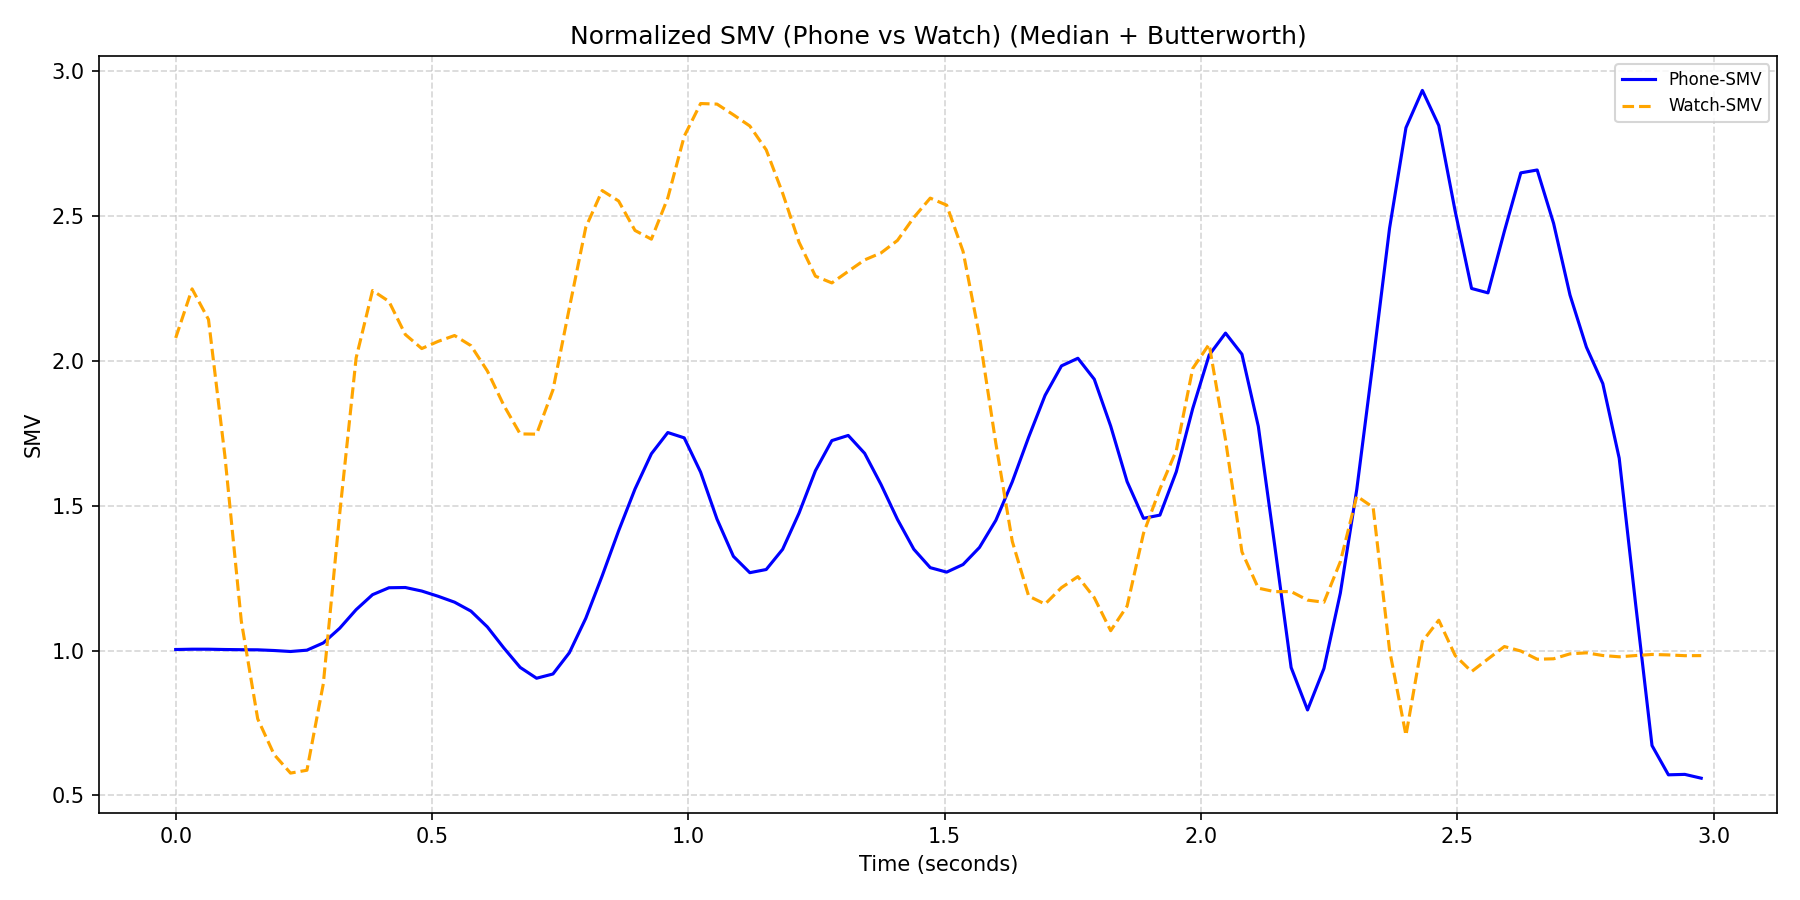 Normalized SMV (Phone vs Watch) (Median + Butterworth)
Phone-SMV
Watch-SMV
3.0
2.5
2.0
1.5
1.0
0.5
SMV
0.0 0.5 1.0 1.5 2.0 2.5 3.0
Time (seconds)